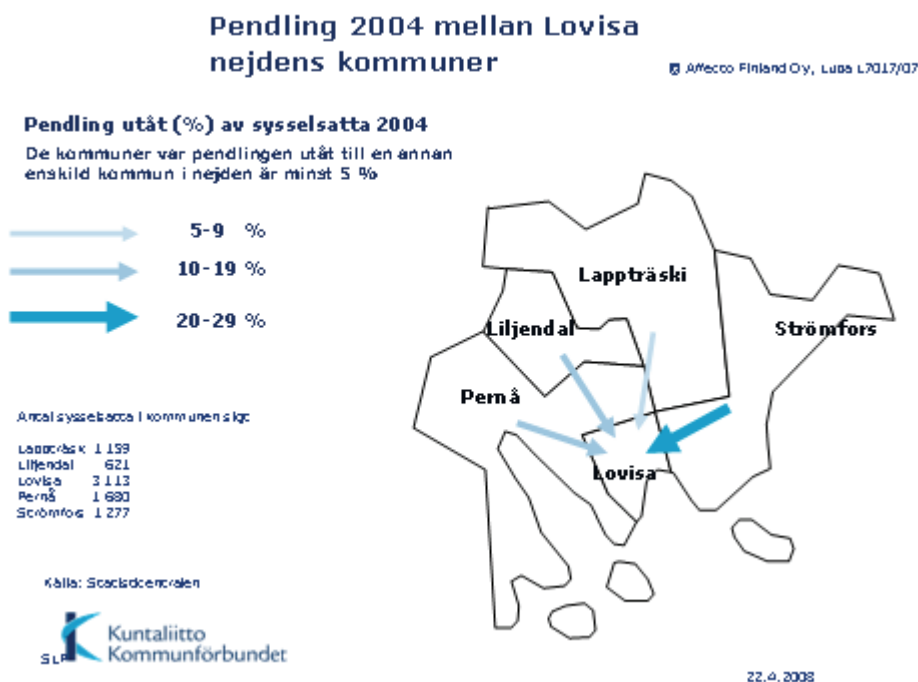 Pendling 2004 mellan Lovisa
nejdens kommuner
Affecto Finland Oy, Lupa L7017/07
Pendling utåt (%) av sysselsatta 2004
De kommuner var pendlingen utåt till en annan
enskild kommun i nejden är minst 5 %
5-9 %
10-19 %
20-29 %
Lappträski
Liljendal
Strömfors
Pernå
Lovisa
Antal sysselsatta i kommunen
Lappträsk 1 159
Liljendal 621
Lovisa 3 113
Pernå 1 680
Strömfors 1 277
Källa: Statistikcentralen
Kuntaliitto
Kommunförbundet
22.4.2008